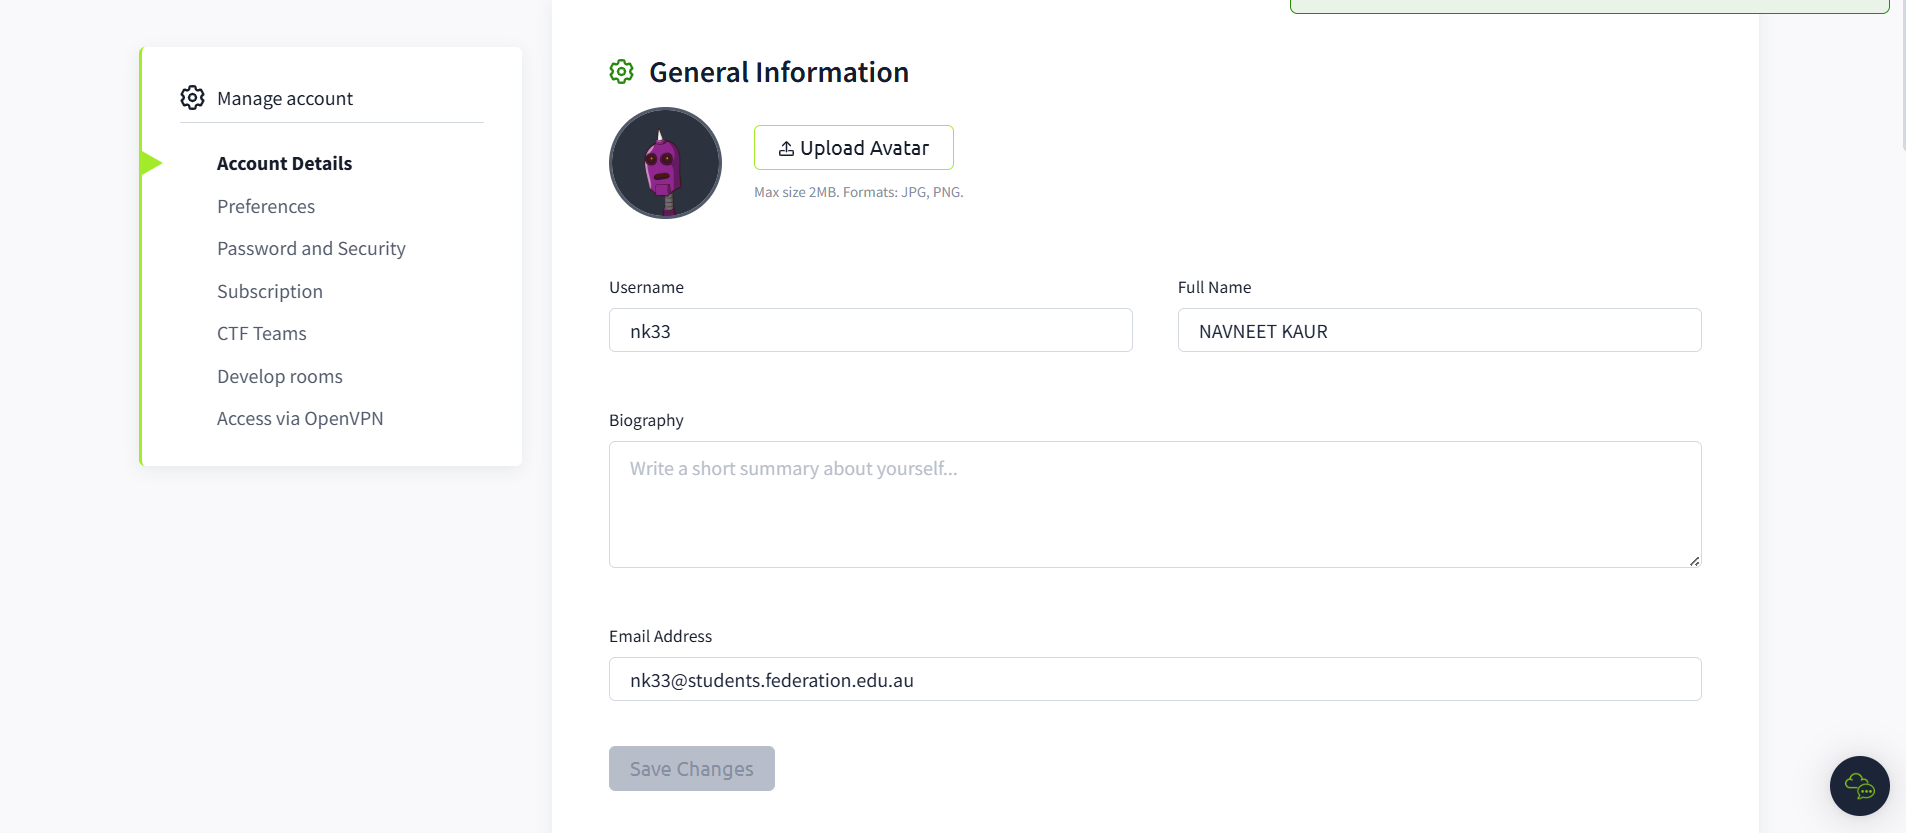 Manage account
Account Details
Preferences
Password and Security
Subscription
CTF Teams
Develop rooms
Access via OpenVPN
General Information
Upload Avatar
Max size 2MB. Formats: JPG, PNG.
Username
nk33
Full Name
NAVNEET KAUR
Biography
Write a short summary about yourself...
Email Address
nk33@students.federation.edu.au
Save Changes